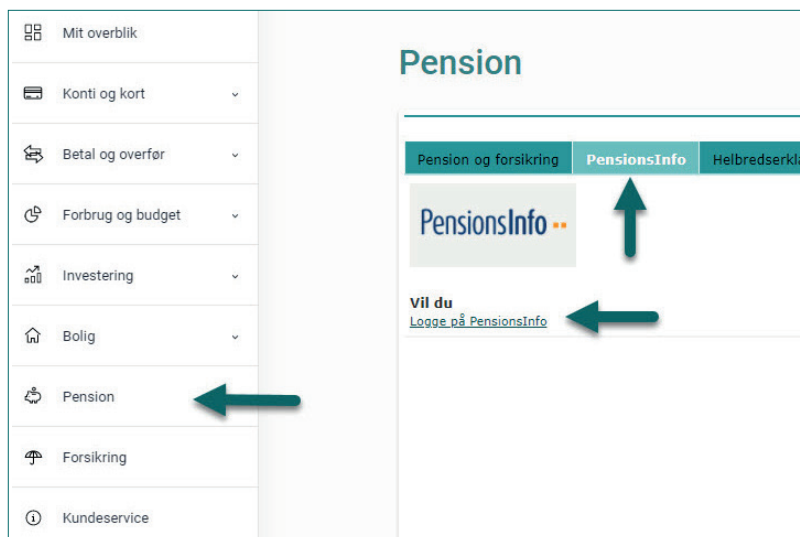 Mit overblik
Konti og kort
Betal og overfør
Forbrug og budget
Investering
Bolig
Pension
Forsikring
Kundeservice
Pension
Pension og forsikring
PensionsInfo
PensionsInfo
Vil du
Logge på PensionsInfo